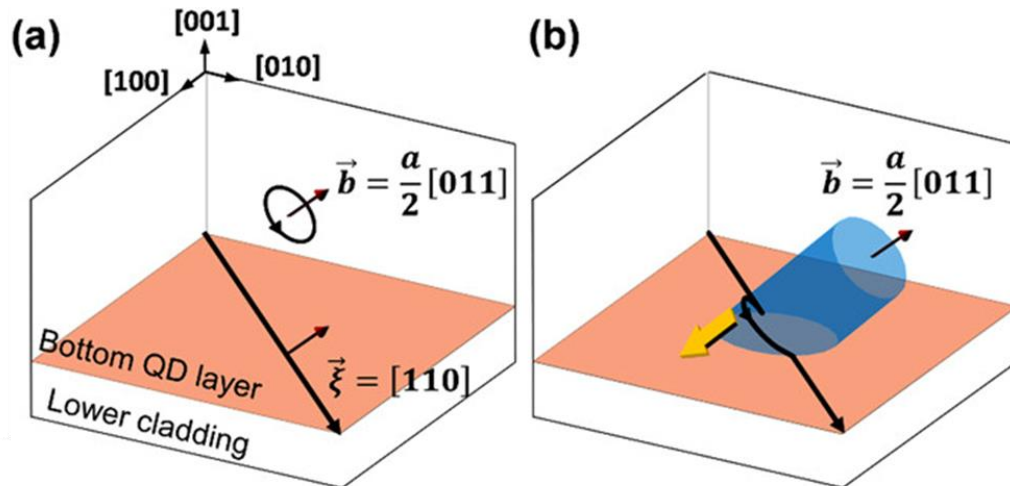 (a)
[001]
[100]
[010]
b⃗ = a/2 [011]
ξ⃗ = [110]
Bottom QD layer
Lower cladding
(b)
b⃗ = a/2 [011]